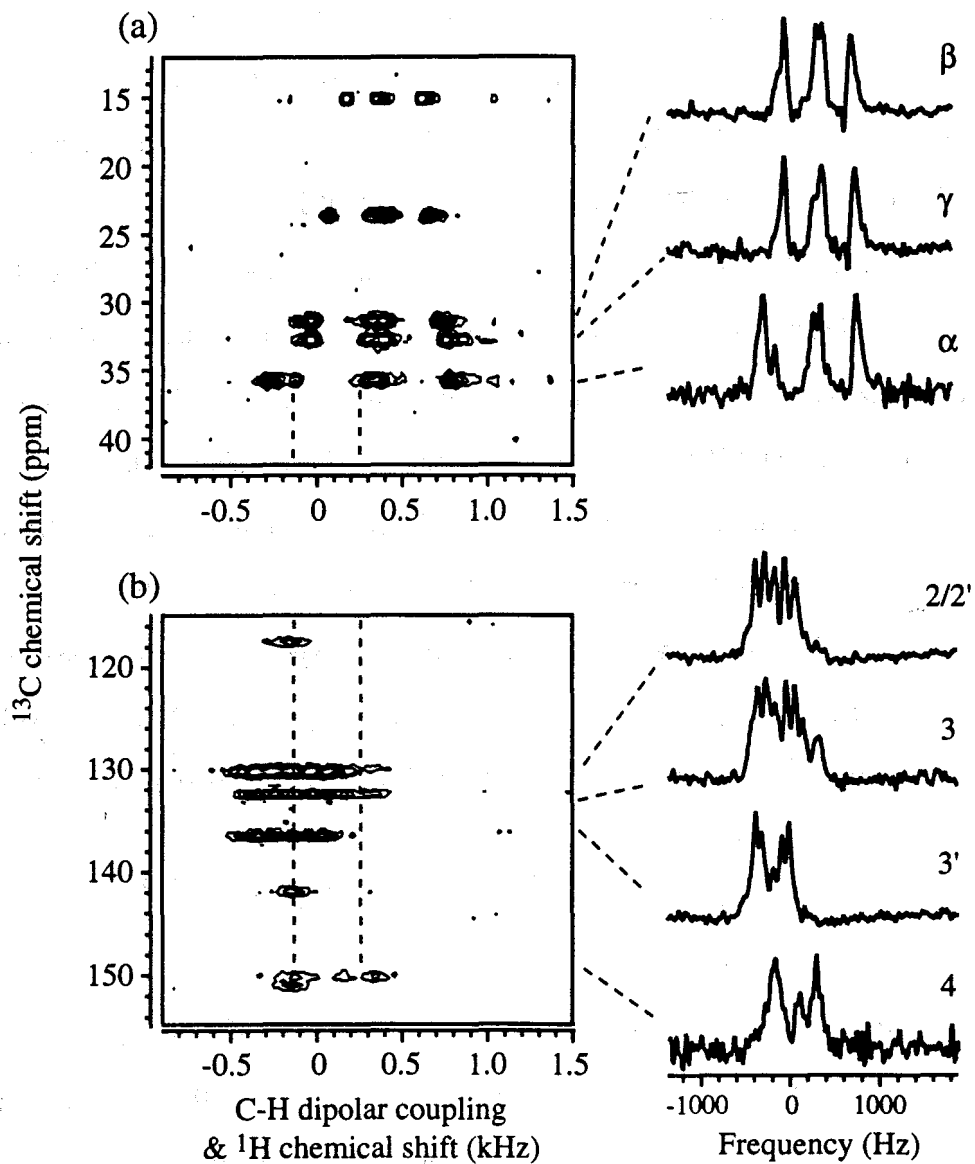 (a)
β
γ
α
15
20
25
30
35
40
-0.5 0 0.5 1.0 1.5
13C chemical shift (ppm)
(b)
2/2'
3
3'
4
120
130
140
150
-0.5 0 0.5 1.0 1.5
C-H dipolar coupling
& 1H chemical shift (kHz)
-1000 0 1000
Frequency (Hz)